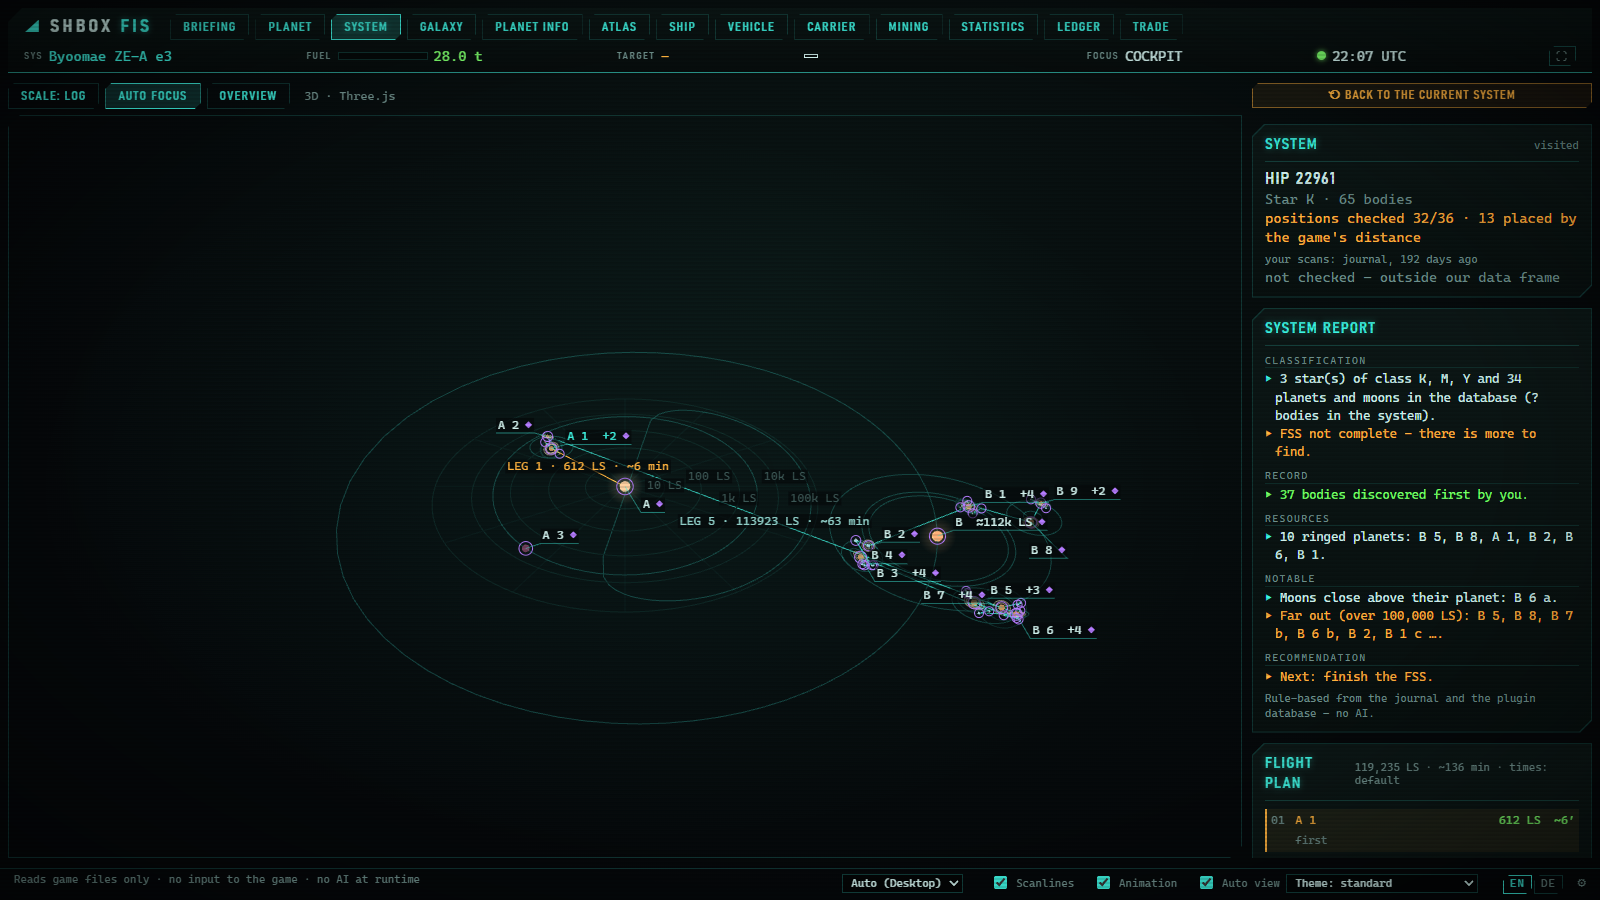 SHBOX FIS
BRIEFING PLANET SYSTEM GALAXY PLANET INFO ATLAS SHIP VEHICLE CARRIER MINING STATISTICS LEDGER TRADE
SYS Byoomae ZE-A e3 FUEL 28.0 t TARGET — FOCUS COCKPIT 22:07 UTC
SCALE: LOG AUTO FOCUS OVERVIEW 3D · Three.js
BACK TO THE CURRENT SYSTEM
A 2
A 1 +2
LEG 1 · 612 LS · ~6 min
10 LS
100 LS
10k LS
1k LS
100k LS
A
A 3
LEG 5 · 113923 LS · ~63 min
B 1 +4
B 9 +2
B ≈112k LS
B 2
B 4
B 8
B 3 +4
B 7 +4
B 5 +3
B 6 +4
SYSTEM visited
HIP 22961
Star K · 65 bodies
positions checked 32/36 · 13 placed by
the game's distance
your scans: journal, 192 days ago
not checked — outside our data frame
SYSTEM REPORT
CLASSIFICATION
▸ 3 star(s) of class K, M, Y and 34
planets and moons in the database (?
bodies in the system).
▸ FSS not complete — there is more to
find.
RECORD
▸ 37 bodies discovered first by you.
RESOURCES
▸ 10 ringed planets: B 5, B 8, A 1, B 2, B
6, B 1.
NOTABLE
▸ Moons close above their planet: B 6 a.
▸ Far out (over 100,000 LS): B 5, B 8, B 7
b, B 6 b, B 2, B 1 c ….
RECOMMENDATION
▸ Next: finish the FSS.
Rule-based from the journal and the plugin
database — no AI.
FLIGHT
PLAN
119,235 LS · ~136 min · times:
default
01 A 1 612 LS ~6′
first
Reads game files only · no input to the game · no AI at runtime
Auto (Desktop) Scanlines Animation Auto view Theme: standard EN DE